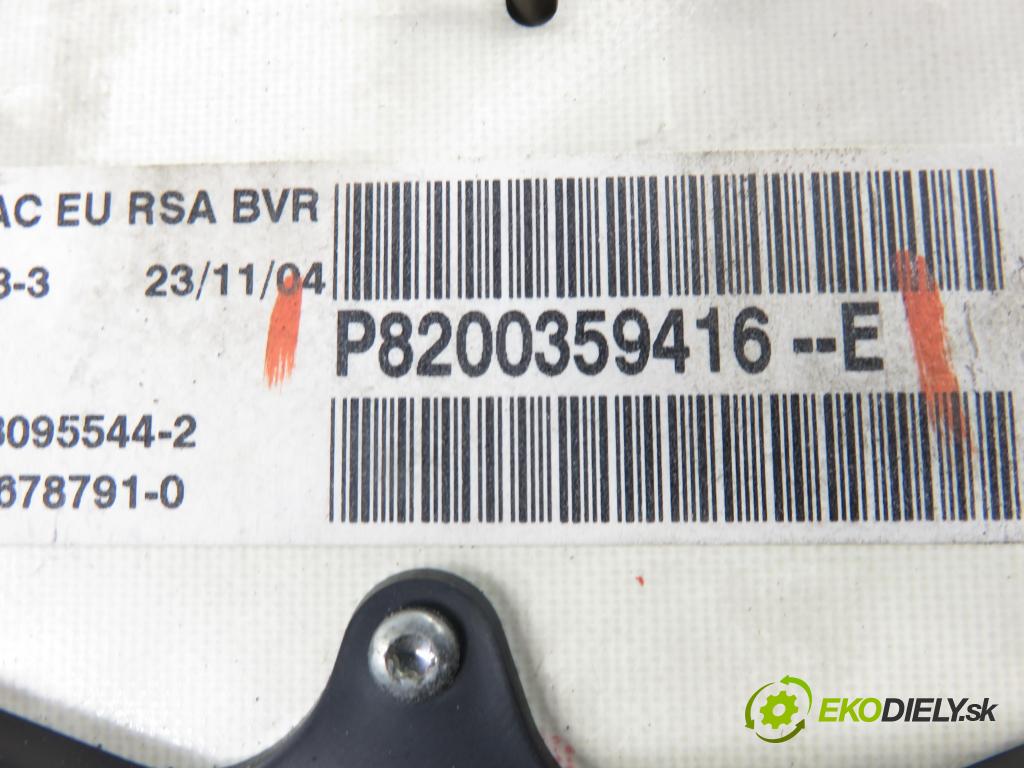 AC EU RSA BVR
3-3 23/11/04
P8200359416--E
3095544-2
678791-0
EKODIELY.sk